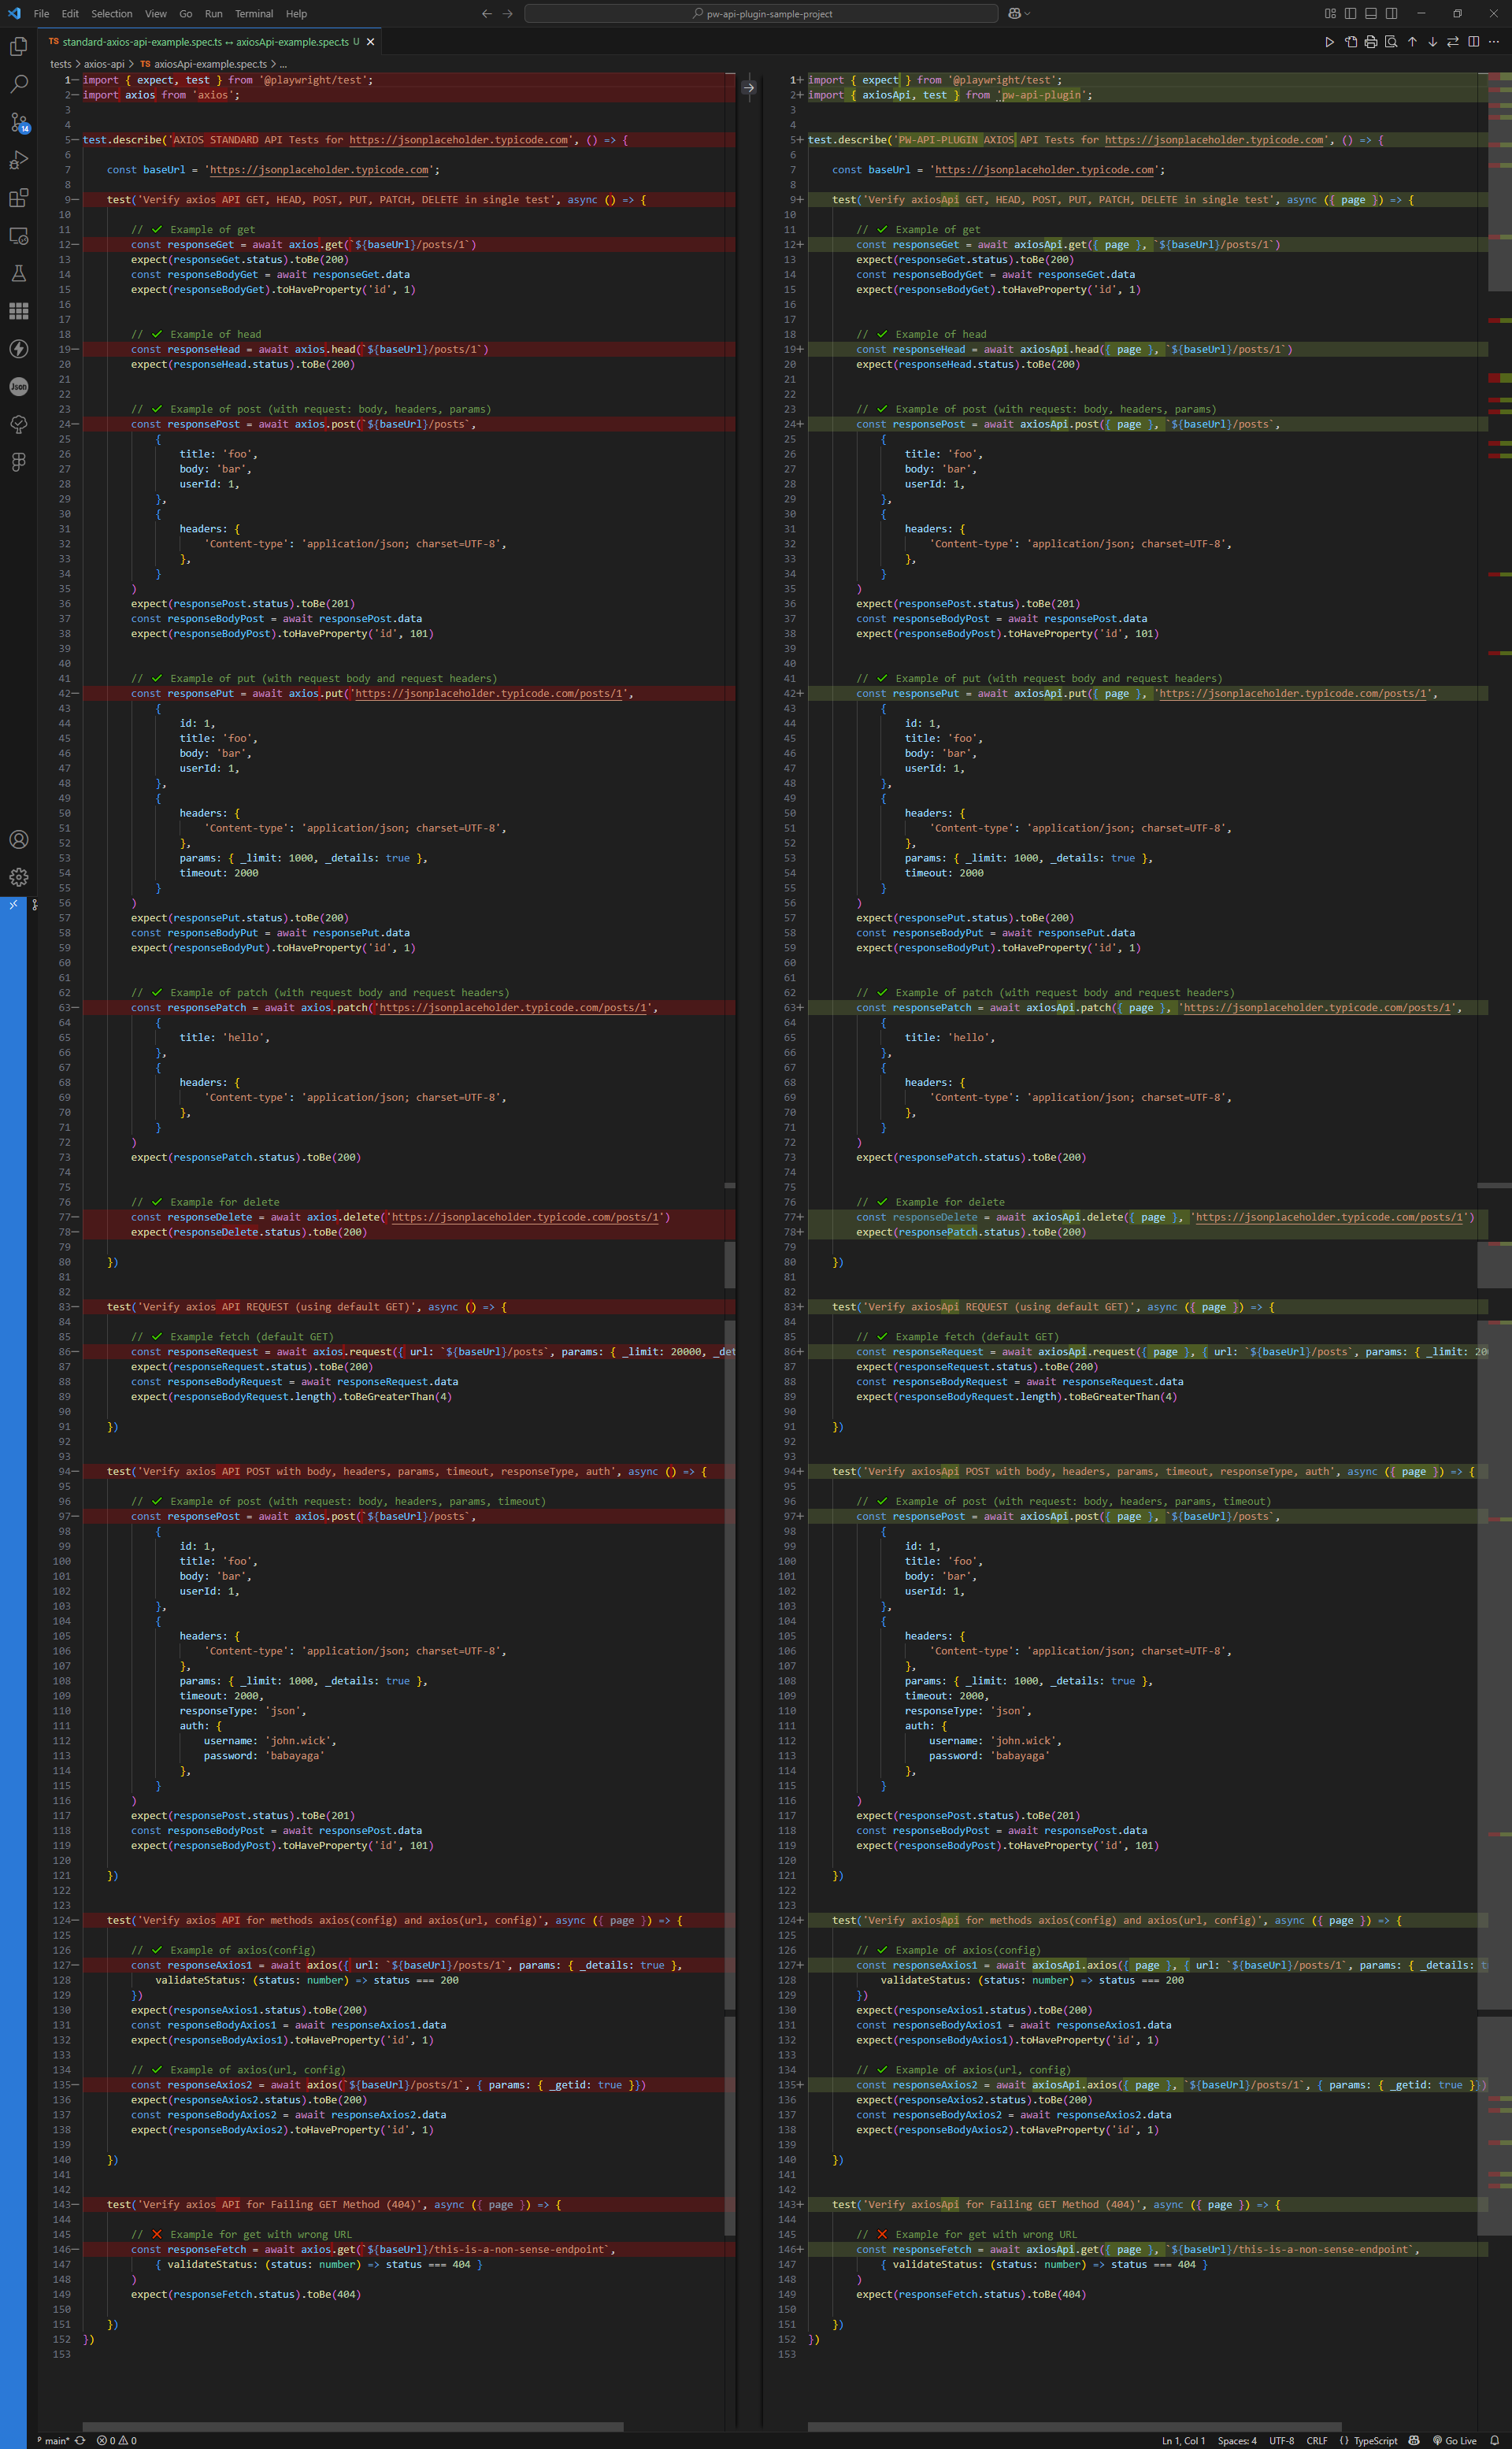 File Edit Selection View Go Run Terminal Help
pw-api-plugin-sample-project
TS standard-axios-api-example.spec.ts ↔ axiosApi-example.spec.ts U
tests > axios-api > TS axiosApi-example.spec.ts > ...
14
Json
1− import { expect, test } from '@playwright/test';
2− import axios from 'axios';
3
4
5− test.describe('AXIOS STANDARD API Tests for https://jsonplaceholder.typicode.com', () => {
6
7 const baseUrl = 'https://jsonplaceholder.typicode.com';
8
9− test('Verify axios API GET, HEAD, POST, PUT, PATCH, DELETE in single test', async () => {
10
11 // ✅ Example of get
12− const responseGet = await axios.get(`${baseUrl}/posts/1`)
13 expect(responseGet.status).toBe(200)
14 const responseBodyGet = await responseGet.data
15 expect(responseBodyGet).toHaveProperty('id', 1)
16
17
18 // ✅ Example of head
19− const responseHead = await axios.head(`${baseUrl}/posts/1`)
20 expect(responseHead.status).toBe(200)
21
22
23 // ✅ Example of post (with request: body, headers, params)
24− const responsePost = await axios.post(`${baseUrl}/posts`,
25 {
26 title: 'foo',
27 body: 'bar',
28 userId: 1,
29 },
30 {
31 headers: {
32 'Content-type': 'application/json; charset=UTF-8',
33 },
34 }
35 )
36 expect(responsePost.status).toBe(201)
37 const responseBodyPost = await responsePost.data
38 expect(responseBodyPost).toHaveProperty('id', 101)
39
40
41 // ✅ Example of put (with request body and request headers)
42− const responsePut = await axios.put('https://jsonplaceholder.typicode.com/posts/1',
43 {
44 id: 1,
45 title: 'foo',
46 body: 'bar',
47 userId: 1,
48 },
49 {
50 headers: {
51 'Content-type': 'application/json; charset=UTF-8',
52 },
53 params: { _limit: 1000, _details: true },
54 timeout: 2000
55 }
56 )
57 expect(responsePut.status).toBe(200)
58 const responseBodyPut = await responsePut.data
59 expect(responseBodyPut).toHaveProperty('id', 1)
60
61
62 // ✅ Example of patch (with request body and request headers)
63− const responsePatch = await axios.patch('https://jsonplaceholder.typicode.com/posts/1',
64 {
65 title: 'hello',
66 },
67 {
68 headers: {
69 'Content-type': 'application/json; charset=UTF-8',
70 },
71 }
72 )
73 expect(responsePatch.status).toBe(200)
74
75
76 // ✅ Example for delete
77− const responseDelete = await axios.delete('https://jsonplaceholder.typicode.com/posts/1')
78− expect(responseDelete.status).toBe(200)
79
80 })
81
82
83− test('Verify axios API REQUEST (using default GET)', async () => {
84
85 // ✅ Example fetch (default GET)
86− const responseRequest = await axios.request({ url: `${baseUrl}/posts`, params: { _limit: 20000, _det
87 expect(responseRequest.status).toBe(200)
88 const responseBodyRequest = await responseRequest.data
89 expect(responseBodyRequest.length).toBeGreaterThan(4)
90
91 })
92
93
94− test('Verify axios API POST with body, headers, params, timeout, responseType, auth', async () => {
95
96 // ✅ Example of post (with request: body, headers, params, timeout)
97− const responsePost = await axios.post(`${baseUrl}/posts`,
98 {
99 id: 1,
100 title: 'foo',
101 body: 'bar',
102 userId: 1,
103 },
104 {
105 headers: {
106 'Content-type': 'application/json; charset=UTF-8',
107 },
108 params: { _limit: 1000, _details: true },
109 timeout: 2000,
110 responseType: 'json',
111 auth: {
112 username: 'john.wick',
113 password: 'babayaga'
114 },
115 }
116 )
117 expect(responsePost.status).toBe(201)
118 const responseBodyPost = await responsePost.data
119 expect(responseBodyPost).toHaveProperty('id', 101)
120
121 })
122
123
124− test('Verify axios API for methods axios(config) and axios(url, config)', async ({ page }) => {
125
126 // ✅ Example of axios(config)
127− const responseAxios1 = await axios({ url: `${baseUrl}/posts/1`, params: { _details: true },
128 validateStatus: (status: number) => status === 200
129 })
130 expect(responseAxios1.status).toBe(200)
131 const responseBodyAxios1 = await responseAxios1.data
132 expect(responseBodyAxios1).toHaveProperty('id', 1)
133
134 // ✅ Example of axios(url, config)
135− const responseAxios2 = await axios(`${baseUrl}/posts/1`, { params: { _getid: true }})
136 expect(responseAxios2.status).toBe(200)
137 const responseBodyAxios2 = await responseAxios2.data
138 expect(responseBodyAxios2).toHaveProperty('id', 1)
139
140 })
141
142
143− test('Verify axios API for Failing GET Method (404)', async ({ page }) => {
144
145 // ❌ Example for get with wrong URL
146− const responseFetch = await axios.get(`${baseUrl}/this-is-a-non-sense-endpoint`,
147 { validateStatus: (status: number) => status === 404 }
148 )
149 expect(responseFetch.status).toBe(404)
150
151 })
152 })
153
1+ import { expect } from '@playwright/test';
2+ import { axiosApi, test } from 'pw-api-plugin';
3
4
5+ test.describe('PW-API-PLUGIN AXIOS API Tests for https://jsonplaceholder.typicode.com', () => {
6
7 const baseUrl = 'https://jsonplaceholder.typicode.com';
8
9+ test('Verify axiosApi GET, HEAD, POST, PUT, PATCH, DELETE in single test', async ({ page }) => {
10
11 // ✅ Example of get
12+ const responseGet = await axiosApi.get({ page }, `${baseUrl}/posts/1`)
13 expect(responseGet.status).toBe(200)
14 const responseBodyGet = await responseGet.data
15 expect(responseBodyGet).toHaveProperty('id', 1)
16
17
18 // ✅ Example of head
19+ const responseHead = await axiosApi.head({ page }, `${baseUrl}/posts/1`)
20 expect(responseHead.status).toBe(200)
21
22
23 // ✅ Example of post (with request: body, headers, params)
24+ const responsePost = await axiosApi.post({ page }, `${baseUrl}/posts`,
25 {
26 title: 'foo',
27 body: 'bar',
28 userId: 1,
29 },
30 {
31 headers: {
32 'Content-type': 'application/json; charset=UTF-8',
33 },
34 }
35 )
36 expect(responsePost.status).toBe(201)
37 const responseBodyPost = await responsePost.data
38 expect(responseBodyPost).toHaveProperty('id', 101)
39
40
41 // ✅ Example of put (with request body and request headers)
42+ const responsePut = await axiosApi.put({ page }, 'https://jsonplaceholder.typicode.com/posts/1',
43 {
44 id: 1,
45 title: 'foo',
46 body: 'bar',
47 userId: 1,
48 },
49 {
50 headers: {
51 'Content-type': 'application/json; charset=UTF-8',
52 },
53 params: { _limit: 1000, _details: true },
54 timeout: 2000
55 }
56 )
57 expect(responsePut.status).toBe(200)
58 const responseBodyPut = await responsePut.data
59 expect(responseBodyPut).toHaveProperty('id', 1)
60
61
62 // ✅ Example of patch (with request body and request headers)
63+ const responsePatch = await axiosApi.patch({ page }, 'https://jsonplaceholder.typicode.com/posts/1',
64 {
65 title: 'hello',
66 },
67 {
68 headers: {
69 'Content-type': 'application/json; charset=UTF-8',
70 },
71 }
72 )
73 expect(responsePatch.status).toBe(200)
74
75
76 // ✅ Example for delete
77+ const responseDelete = await axiosApi.delete({ page }, 'https://jsonplaceholder.typicode.com/posts/1')
78+ expect(responsePatch.status).toBe(200)
79
80 })
81
82
83+ test('Verify axiosApi REQUEST (using default GET)', async ({ page }) => {
84
85 // ✅ Example fetch (default GET)
86+ const responseRequest = await axiosApi.request({ page }, { url: `${baseUrl}/posts`, params: { _limit: 20
87 expect(responseRequest.status).toBe(200)
88 const responseBodyRequest = await responseRequest.data
89 expect(responseBodyRequest.length).toBeGreaterThan(4)
90
91 })
92
93
94+ test('Verify axiosApi POST with body, headers, params, timeout, responseType, auth', async ({ page }) => {
95
96 // ✅ Example of post (with request: body, headers, params, timeout)
97+ const responsePost = await axiosApi.post({ page }, `${baseUrl}/posts`,
98 {
99 id: 1,
100 title: 'foo',
101 body: 'bar',
102 userId: 1,
103 },
104 {
105 headers: {
106 'Content-type': 'application/json; charset=UTF-8',
107 },
108 params: { _limit: 1000, _details: true },
109 timeout: 2000,
110 responseType: 'json',
111 auth: {
112 username: 'john.wick',
113 password: 'babayaga'
114 },
115 }
116 )
117 expect(responsePost.status).toBe(201)
118 const responseBodyPost = await responsePost.data
119 expect(responseBodyPost).toHaveProperty('id', 101)
120
121 })
122
123
124+ test('Verify axiosApi for methods axios(config) and axios(url, config)', async ({ page }) => {
125
126 // ✅ Example of axios(config)
127+ const responseAxios1 = await axiosApi.axios({ page }, { url: `${baseUrl}/posts/1`, params: { _details: t
128 validateStatus: (status: number) => status === 200
129 })
130 expect(responseAxios1.status).toBe(200)
131 const responseBodyAxios1 = await responseAxios1.data
132 expect(responseBodyAxios1).toHaveProperty('id', 1)
133
134 // ✅ Example of axios(url, config)
135+ const responseAxios2 = await axiosApi.axios({ page }, `${baseUrl}/posts/1`, { params: { _getid: true }})
136 expect(responseAxios2.status).toBe(200)
137 const responseBodyAxios2 = await responseAxios2.data
138 expect(responseBodyAxios2).toHaveProperty('id', 1)
139
140 })
141
142
143+ test('Verify axiosApi for Failing GET Method (404)', async ({ page }) => {
144
145 // ❌ Example for get with wrong URL
146+ const responseFetch = await axiosApi.get({ page }, `${baseUrl}/this-is-a-non-sense-endpoint`,
147 { validateStatus: (status: number) => status === 404 }
148 )
149 expect(responseFetch.status).toBe(404)
150
151 })
152 })
153
main* 0 0 Ln 1, Col 1 Spaces: 4 UTF-8 CRLF {} TypeScript Go Live